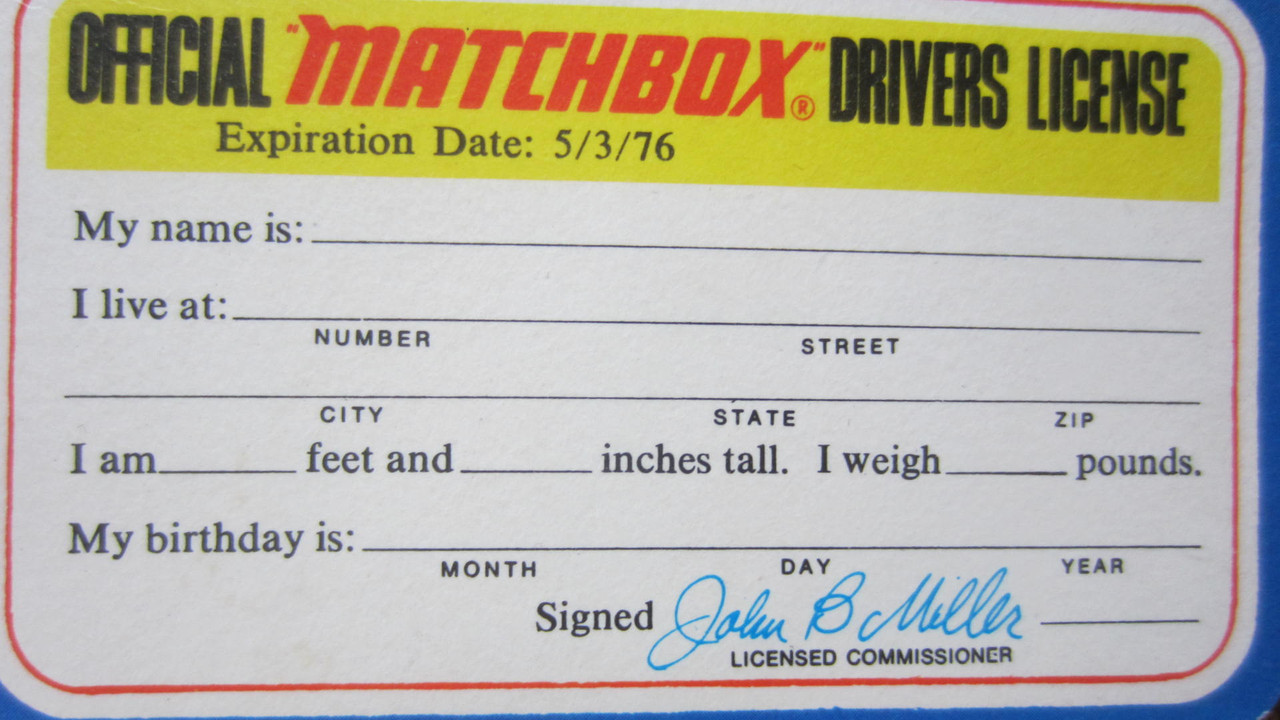 OFFICIAL "MATCHBOX"® DRIVERS LICENSE
Expiration Date: 5/3/76
My name is:
I live at:
NUMBER STREET
CITY STATE ZIP
I am feet and inches tall. I weigh pounds.
My birthday is:
MONTH DAY YEAR
Signed John B Miller
LICENSED COMMISSIONER